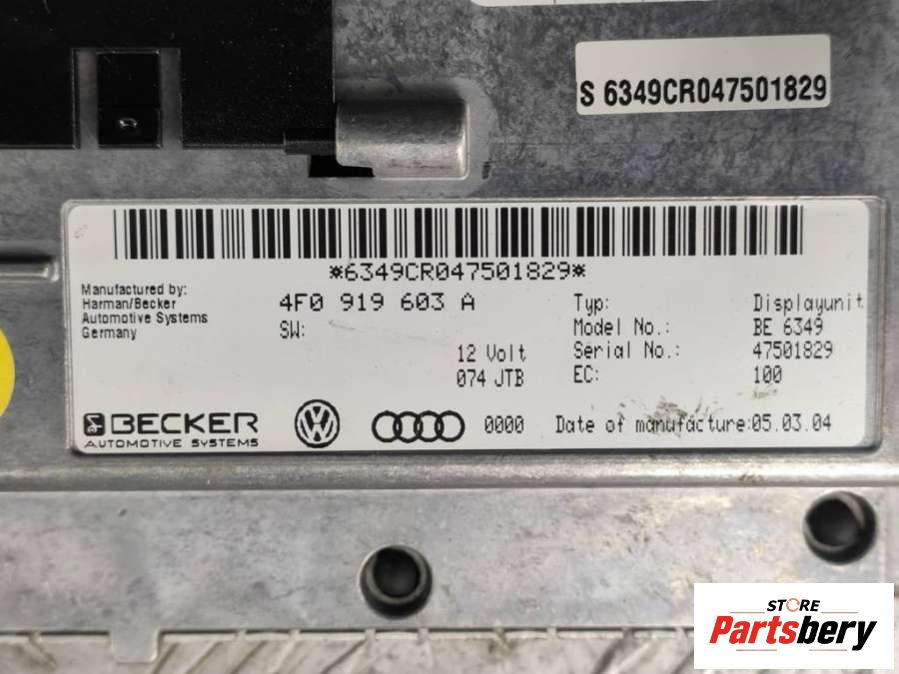 S 6349CR047501829
*6349CR047501829*
Manufactured by:
Harman/Becker
Automotive Systems
Germany
4F0 919 603 A
SW:
12 Volt
074 JTB
Typ: Displayunit
Model No.: BE 6349
Serial No.: 47501829
EC: 100
BECKER
AUTOMOTIVE SYSTEMS
0000
Date of manufacture:05.03.04
STORE
Partsbery